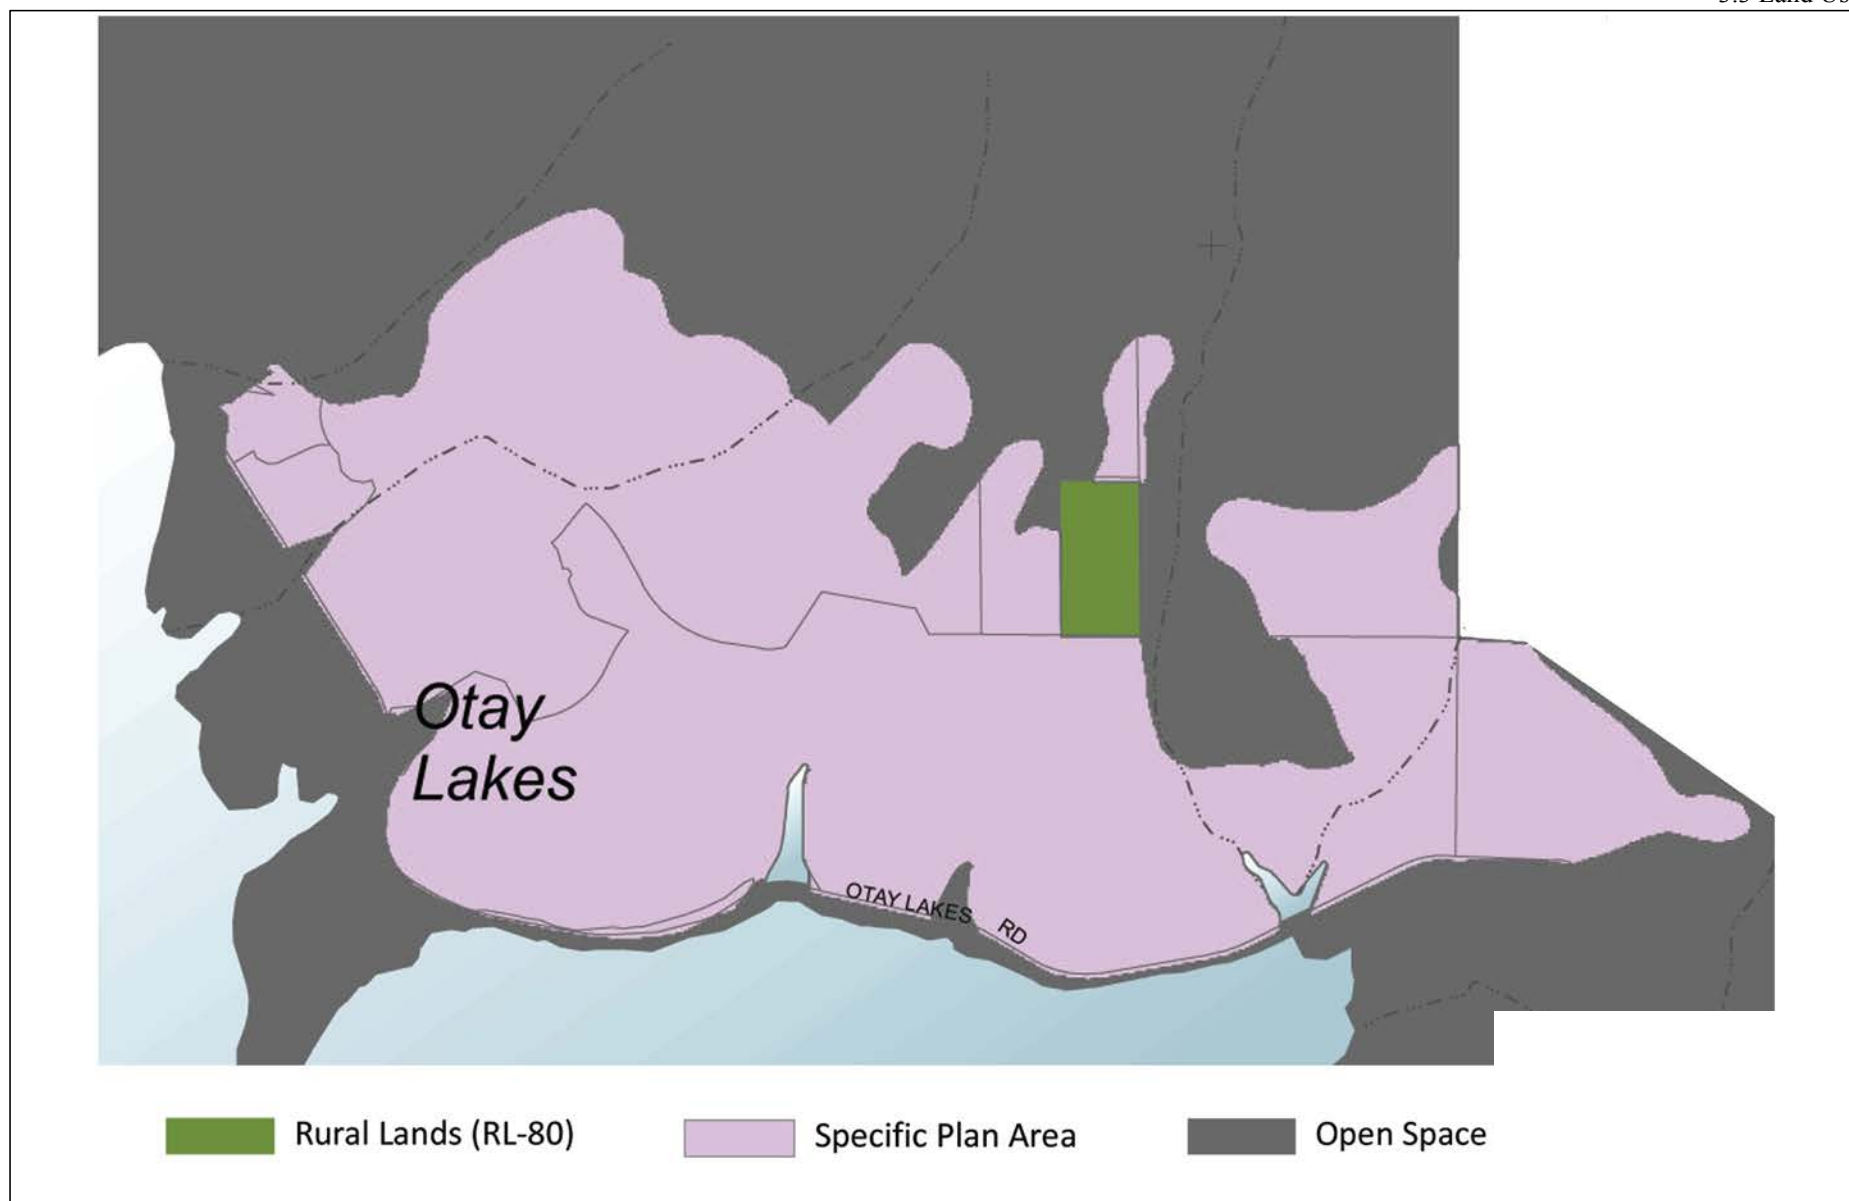 Otay
Lakes
OTAY LAKES RD
Rural Lands (RL-80)
Specific Plan Area
Open Space